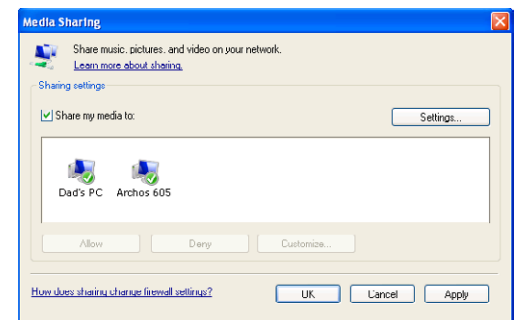 Media Sharing
Share music, pictures, and video on your network.
Learn more about sharing.
Sharing settings
Share my media to:
Settings...
Dad's PC
Archos 605
Allow
Deny
Customize...
How does sharing change firewall settings?
OK
Cancel
Apply